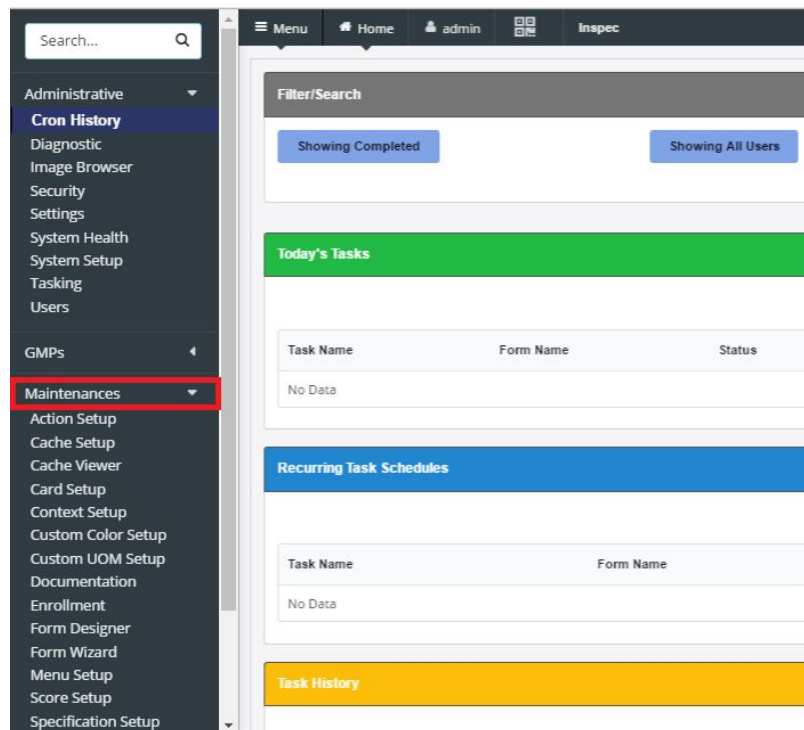 Search...
Administrative
Cron History
Diagnostic
Image Browser
Security
Settings
System Health
System Setup
Tasking
Users
GMPs
Maintenances
Action Setup
Cache Setup
Cache Viewer
Card Setup
Context Setup
Custom Color Setup
Custom UOM Setup
Documentation
Enrollment
Form Designer
Form Wizard
Menu Setup
Score Setup
Specification Setup
Menu Home admin Inspec
Filter/Search
Showing Completed Showing All Users
Today's Tasks
Task Name Form Name Status
No Data
Recurring Task Schedules
Task Name Form Name
No Data
Task History